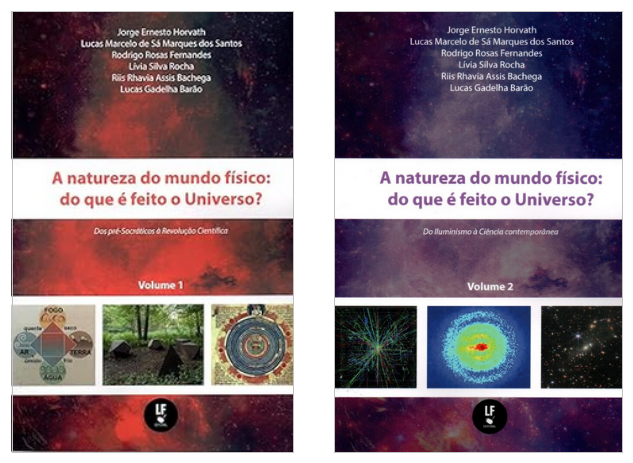 Jorge Ernesto Horvath
Lucas Marcelo de Sá Marques dos Santos
Rodrigo Rosas Fernandes
Lívia Silva Rocha
Riis Rhavia Assis Bachega
Lucas Gadelha Barão
A natureza do mundo físico:
do que é feito o Universo?
Dos pré-Socráticos à Revolução Científica
Volume 1
FOGO
quente
seco
AR
TERRA
frio
ÁGUA
LF
EDITORIAL
Jorge Ernesto Horvath
Lucas Marcelo de Sá Marques dos Santos
Rodrigo Rosas Fernandes
Lívia Silva Rocha
Riis Rhavia Assis Bachega
Lucas Gadelha Barão
A natureza do mundo físico:
do que é feito o Universo?
Do Iluminismo à Ciência contemporânea
Volume 2
LF
EDITORIAL